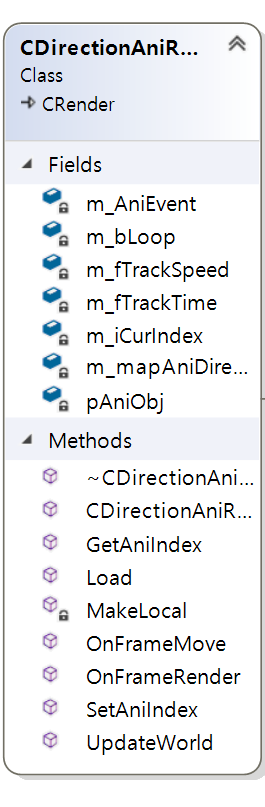 CDirectionAniR...
Class
CRender
Fields
m_AniEvent
m_bLoop
m_fTrackSpeed
m_fTrackTime
m_iCurIndex
m_mapAniDire...
pAniObj
Methods
~CDirectionAni...
CDirectionAniR...
GetAniIndex
Load
MakeLocal
OnFrameMove
OnFrameRender
SetAniIndex
UpdateWorld